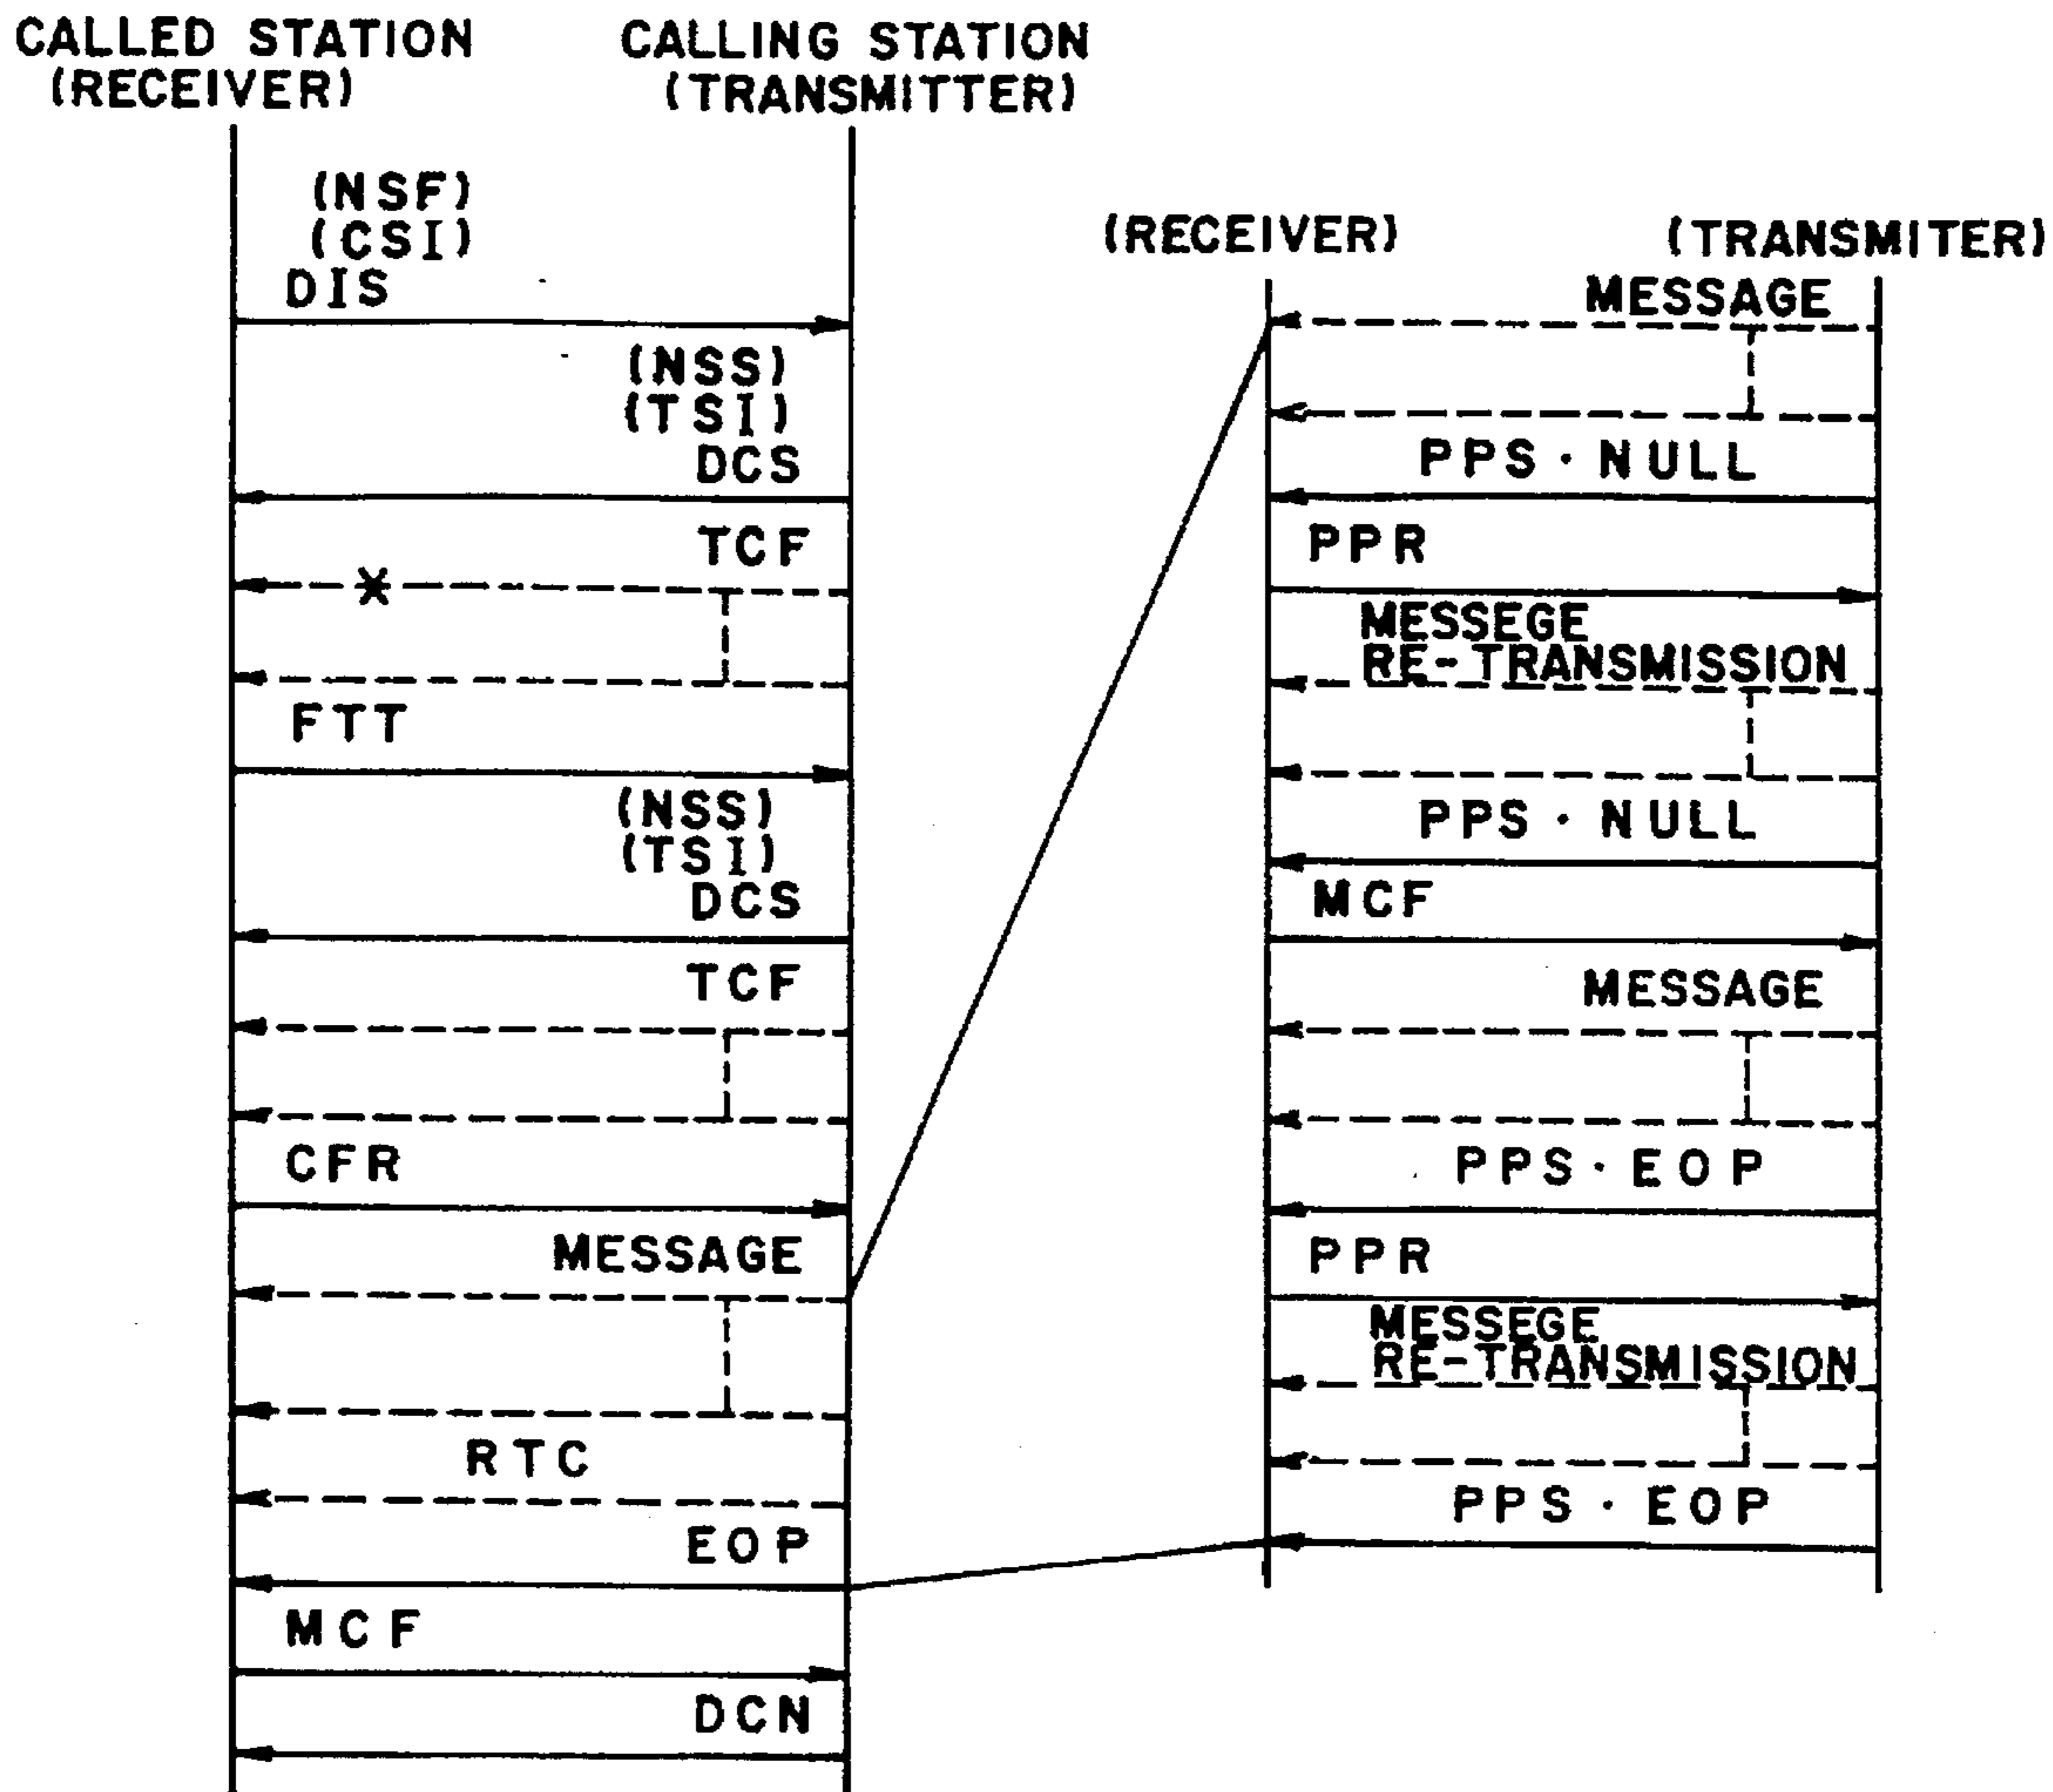 CALLED STATION
(RECEIVER)
CALLING STATION
(TRANSMITTER)
(NSF)
(CSI)
DIS
(NSS)
(TSI)
DCS
TCF
FTT
(NSS)
(TSI)
DCS
TCF
CFR
MESSAGE
RTC
EOP
MCF
DCN
(RECEIVER)
(TRANSMITER)
MESSAGE
PPS · NULL
PPR
MESSEGE
RE-TRANSMISSION
PPS · NULL
MCF
MESSAGE
PPS · EOP
PPR
MESSEGE
RE-TRANSMISSION
PPS · EOP